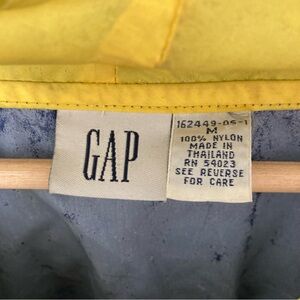 GAP
162449-05-1
M
100% NYLON
MADE IN
THAILAND
RN 54023
SEE REVERSE
FOR CARE